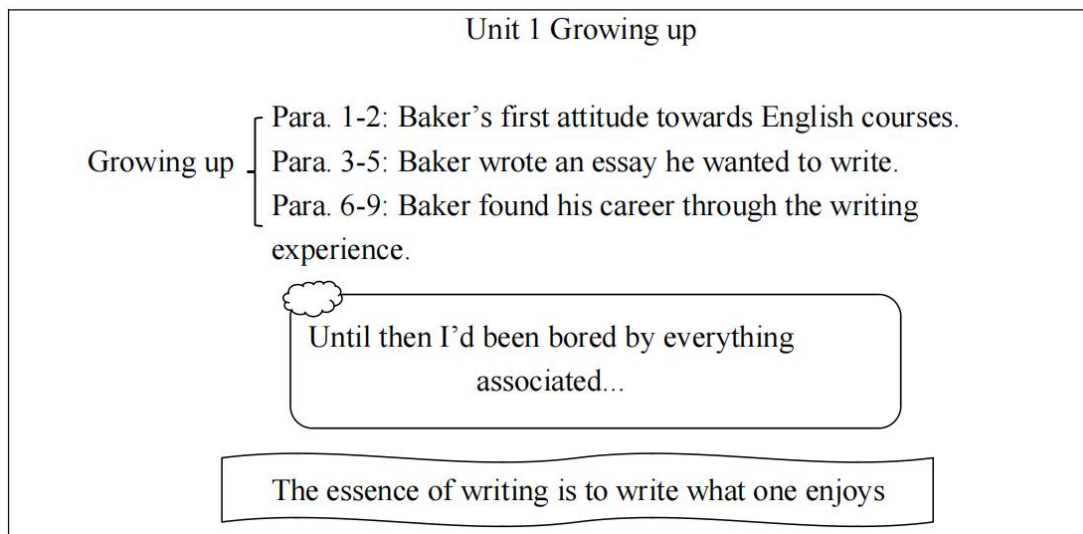 Unit 1 Growing up
Para. 1-2: Baker’s first attitude towards English courses.
Growing up
Para. 3-5: Baker wrote an essay he wanted to write.
Para. 6-9: Baker found his career through the writing
experience.
Until then I’d been bored by everything
associated...
The essence of writing is to write what one enjoys